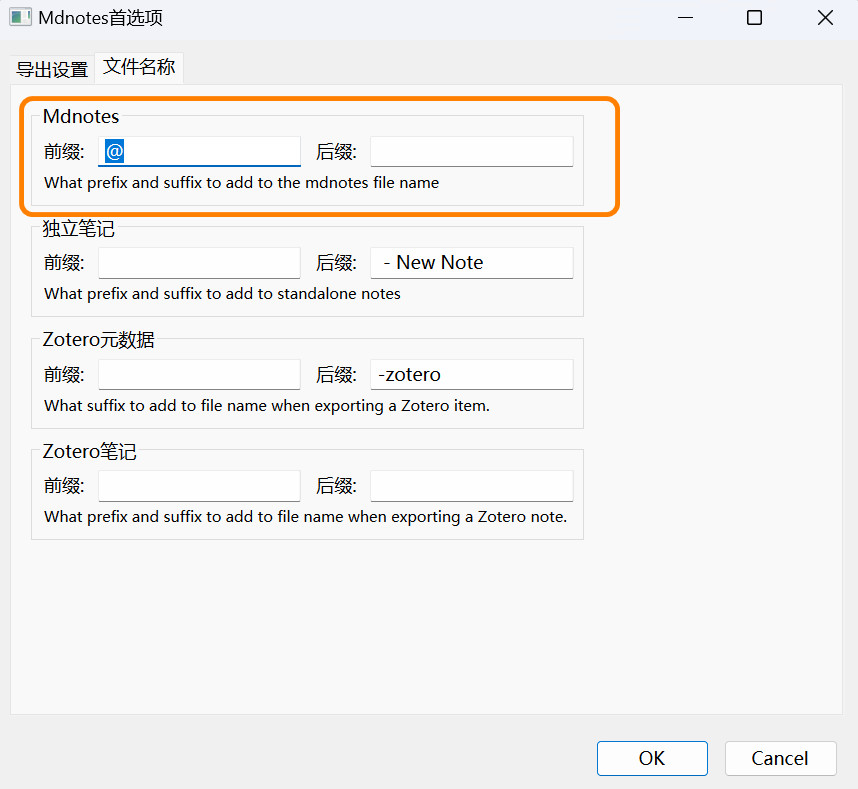 Mdnotes首选项
导出设置 文件名称
Mdnotes
前缀: @ 后缀:
What prefix and suffix to add to the mdnotes file name
独立笔记
前缀: 后缀: - New Note
What prefix and suffix to add to standalone notes
Zotero元数据
前缀: 后缀: -zotero
What suffix to add to file name when exporting a Zotero item.
Zotero笔记
前缀: 后缀:
What prefix and suffix to add to file name when exporting a Zotero note.
OK Cancel